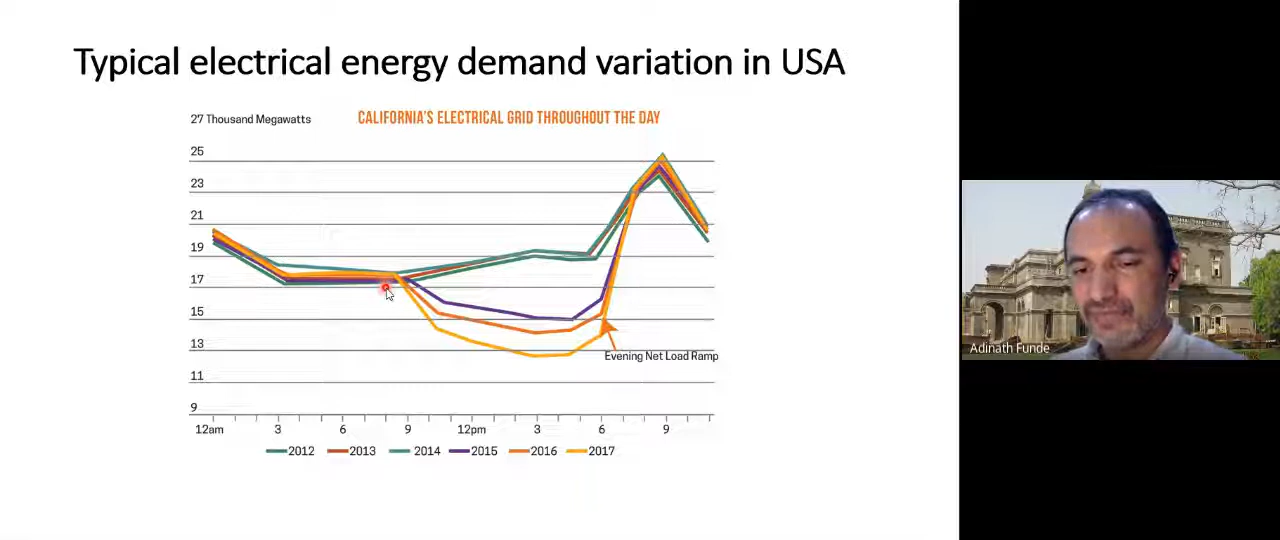 Typical electrical energy demand variation in USA
27 Thousand Megawatts
CALIFORNIA'S ELECTRICAL GRID THROUGHOUT THE DAY
25
23
21
19
17
15
13
11
9
Evening Net Load Ramp
12am 3 6 9 12pm 3 6 9
2012 2013 2014 2015 2016 2017
Adinath Funde